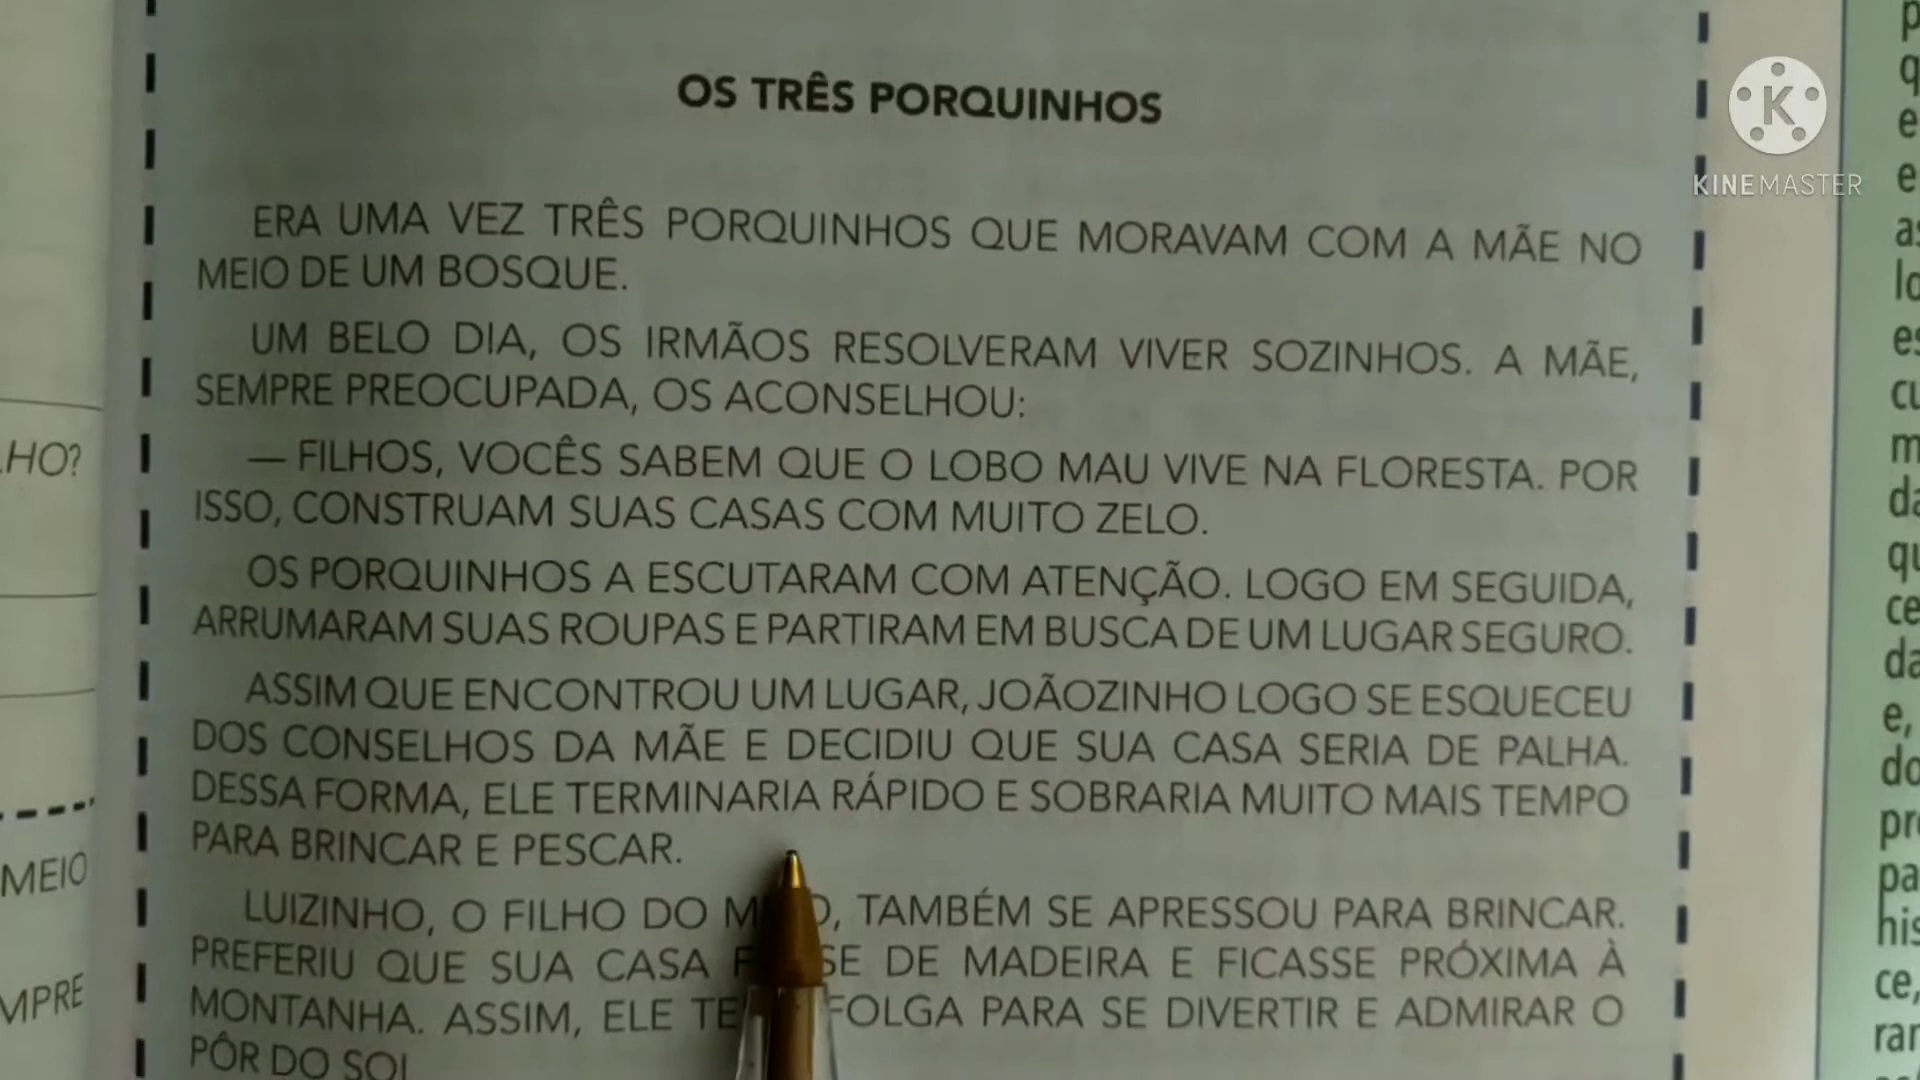 OS TRÊS PORQUINHOS
ERA UMA VEZ TRÊS PORQUINHOS QUE MORAVAM COM A MÃE NO
MEIO DE UM BOSQUE.
UM BELO DIA, OS IRMÃOS RESOLVERAM VIVER SOZINHOS. A MÃE,
SEMPRE PREOCUPADA, OS ACONSELHOU:
— FILHOS, VOCÊS SABEM QUE O LOBO MAU VIVE NA FLORESTA. POR
ISSO, CONSTRUAM SUAS CASAS COM MUITO ZELO.
OS PORQUINHOS A ESCUTARAM COM ATENÇÃO. LOGO EM SEGUIDA,
ARRUMARAM SUAS ROUPAS E PARTIRAM EM BUSCA DE UM LUGAR SEGURO.
ASSIM QUE ENCONTROU UM LUGAR, JOÃOZINHO LOGO SE ESQUECEU
DOS CONSELHOS DA MÃE E DECIDIU QUE SUA CASA SERIA DE PALHA.
DESSA FORMA, ELE TERMINARIA RÁPIDO E SOBRARIA MUITO MAIS TEMPO
PARA BRINCAR E PESCAR.
LUIZINHO, O FILHO DO TAMBÉM SE APRESSOU PARA BRINCAR.
PREFERIU QUE SUA CASA DE MADEIRA E FICASSE PRÓXIMA À
MONTANHA. ASSIM, ELE FOLGA PARA SE DIVERTIR E ADMIRAR O
PÔR DO SOL
KINEMASTER
LHO?
MEIO
MPRE